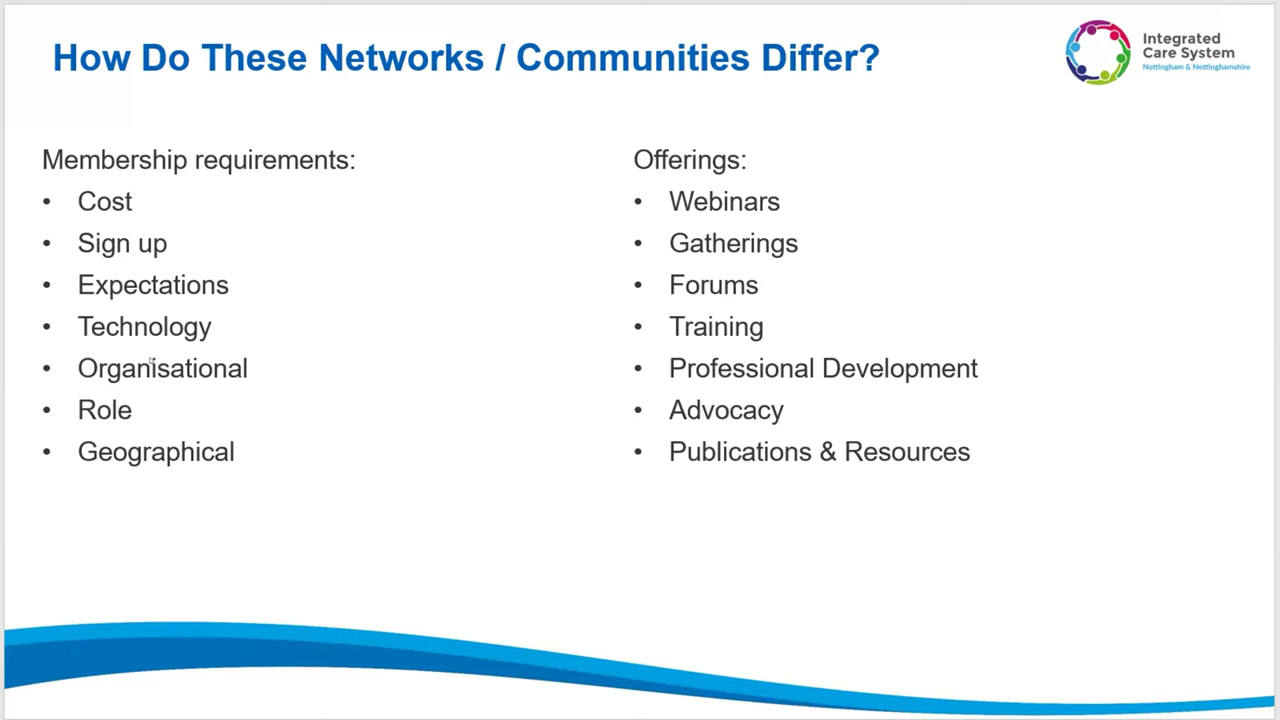 How Do These Networks / Communities Differ?
Integrated
Care System
Nottingham & Nottinghamshire
Membership requirements:
• Cost
• Sign up
• Expectations
• Technology
• Organisational
• Role
• Geographical
Offerings:
• Webinars
• Gatherings
• Forums
• Training
• Professional Development
• Advocacy
• Publications & Resources